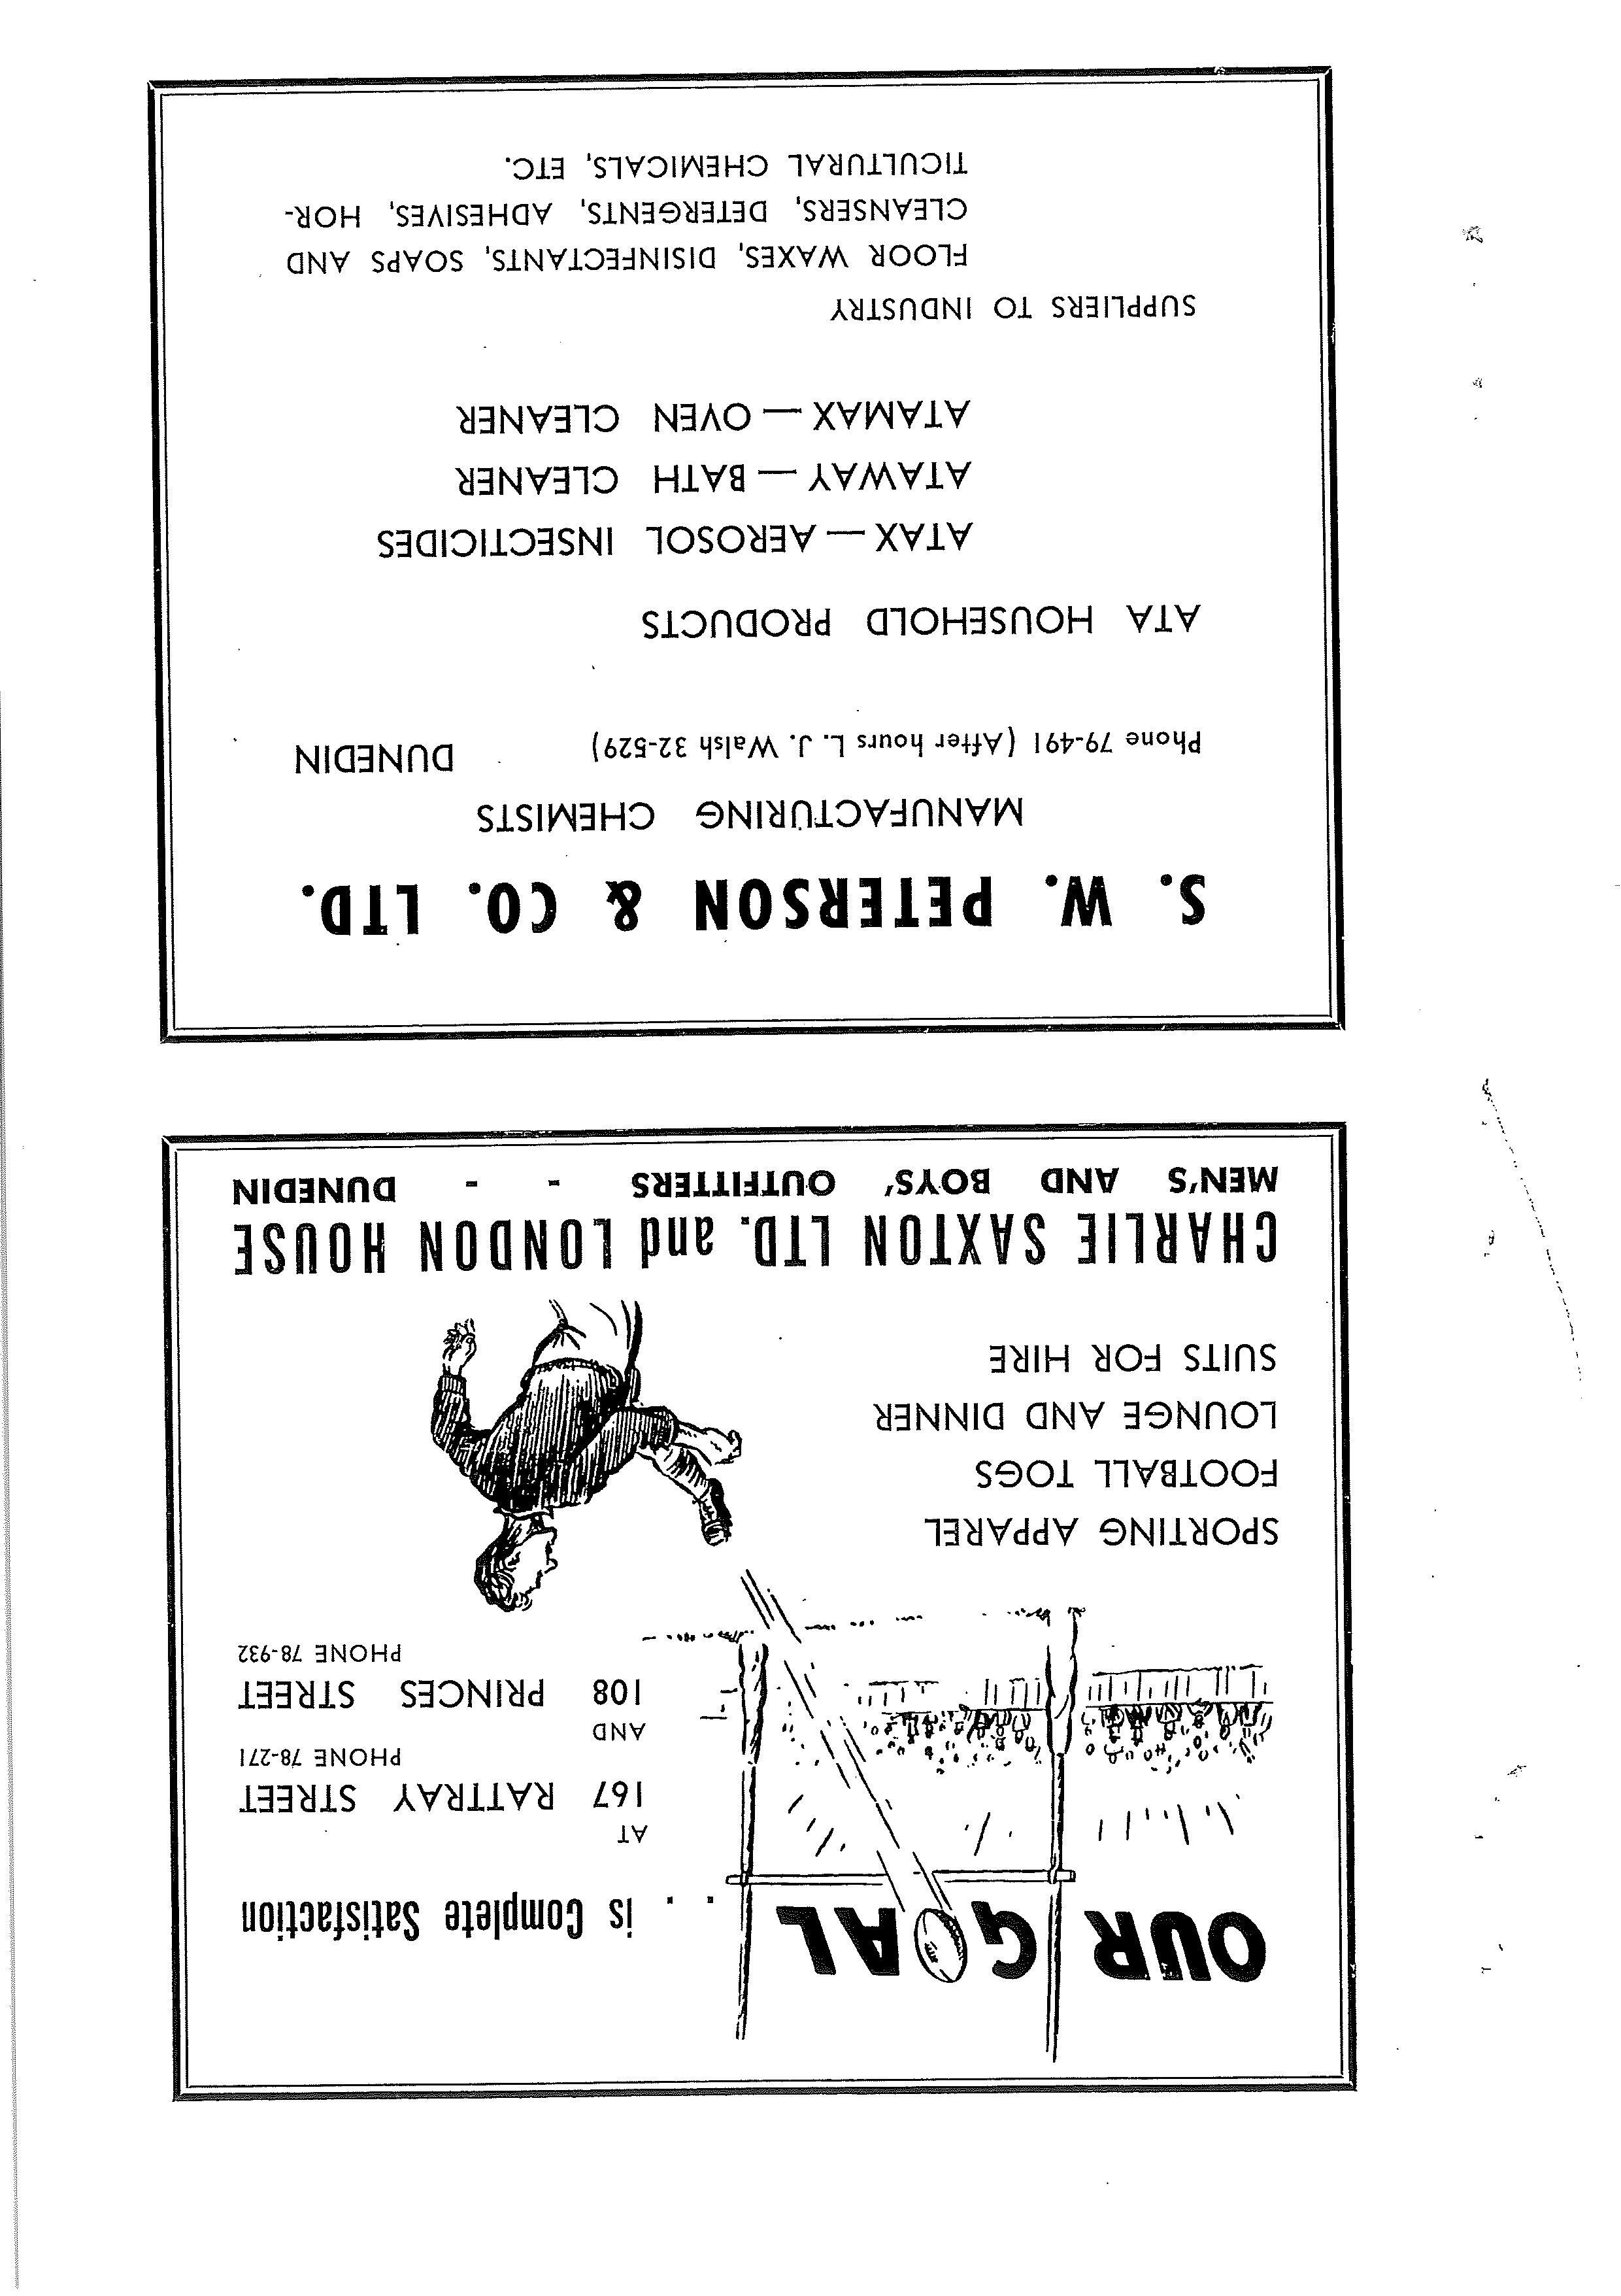 OUR GOAL . . is Complete Satisfaction
AT
167 RATTRAY STREET
PHONE 78-271
AND
108 PRINCES STREET
PHONE 78-932
SPORTING APPAREL
FOOTBALL TOGS
LOUNGE AND DINNER
SUITS FOR HIRE
CHARLIE SAXTON LTD. and LONDON HOUSE
MEN'S AND BOYS' OUTFITTERS - - DUNEDIN
S. W. PETERSON & CO. LTD.
MANUFACTURING CHEMISTS
Phone 79-491 (After hours L. J. Walsh 32-529) DUNEDIN
ATA HOUSEHOLD PRODUCTS
ATAX — AEROSOL INSECTICIDES
ATAWAY — BATH CLEANER
ATAMAX — OVEN CLEANER
SUPPLIERS TO INDUSTRY
FLOOR WAXES, DISINFECTANTS, SOAPS AND
CLEANSERS, DETERGENTS, ADHESIVES, HOR-
TICULTURAL CHEMICALS, ETC.